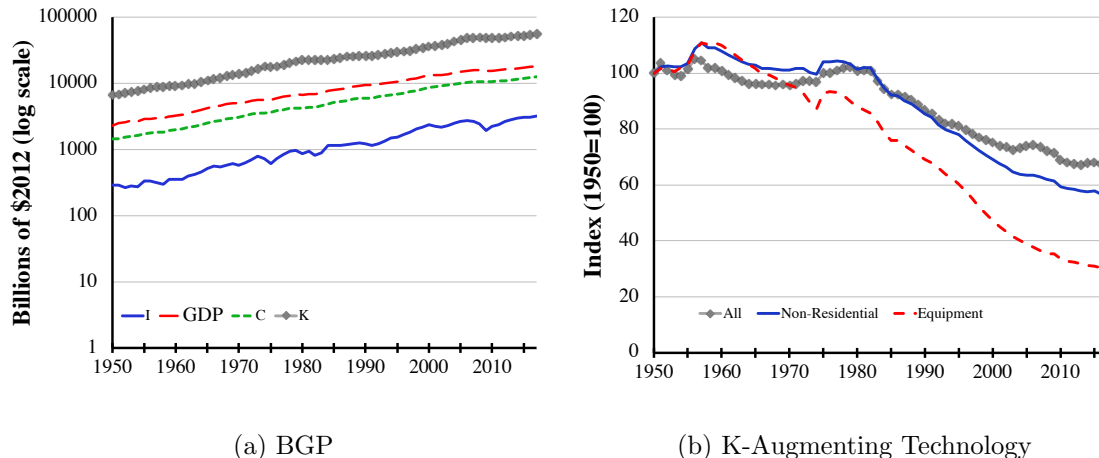 Billions of $2012 (log scale)
100000
10000
1000
100
10
1
I GDP C K
1950 1960 1970 1980 1990 2000 2010
(a) BGP
Index (1950=100)
120
100
80
60
40
20
0
All Non-Residential Equipment
1950 1960 1970 1980 1990 2000 2010
(b) K-Augmenting Technology